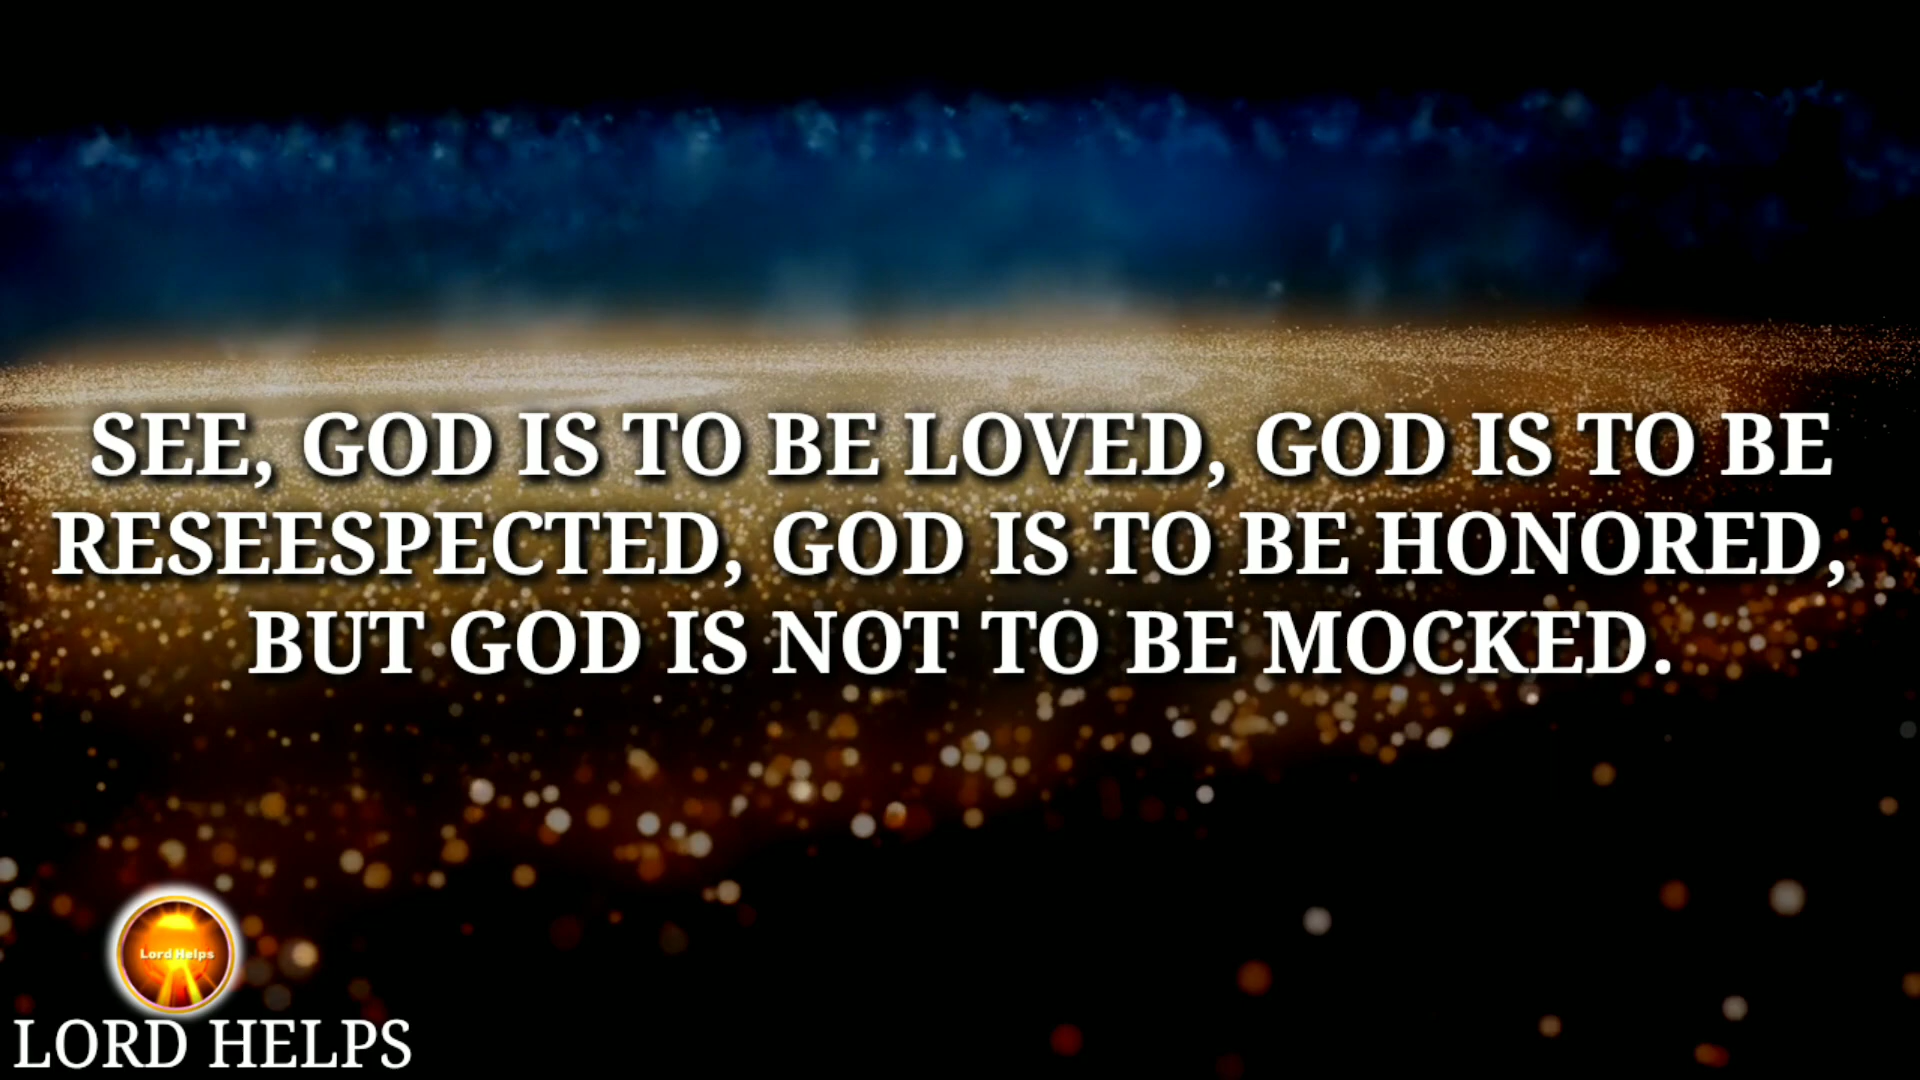 SEE, GOD IS TO BE LOVED, GOD IS TO BE
RESEESPECTED, GOD IS TO BE HONORED,
BUT GOD IS NOT TO BE MOCKED.
Lord Helps
LORD HELPS